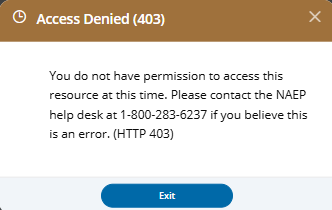 Access Denied (403)
You do not have permission to access this
resource at this time. Please contact the NAEP
help desk at 1-800-283-6237 if you believe this
is an error. (HTTP 403)
Exit